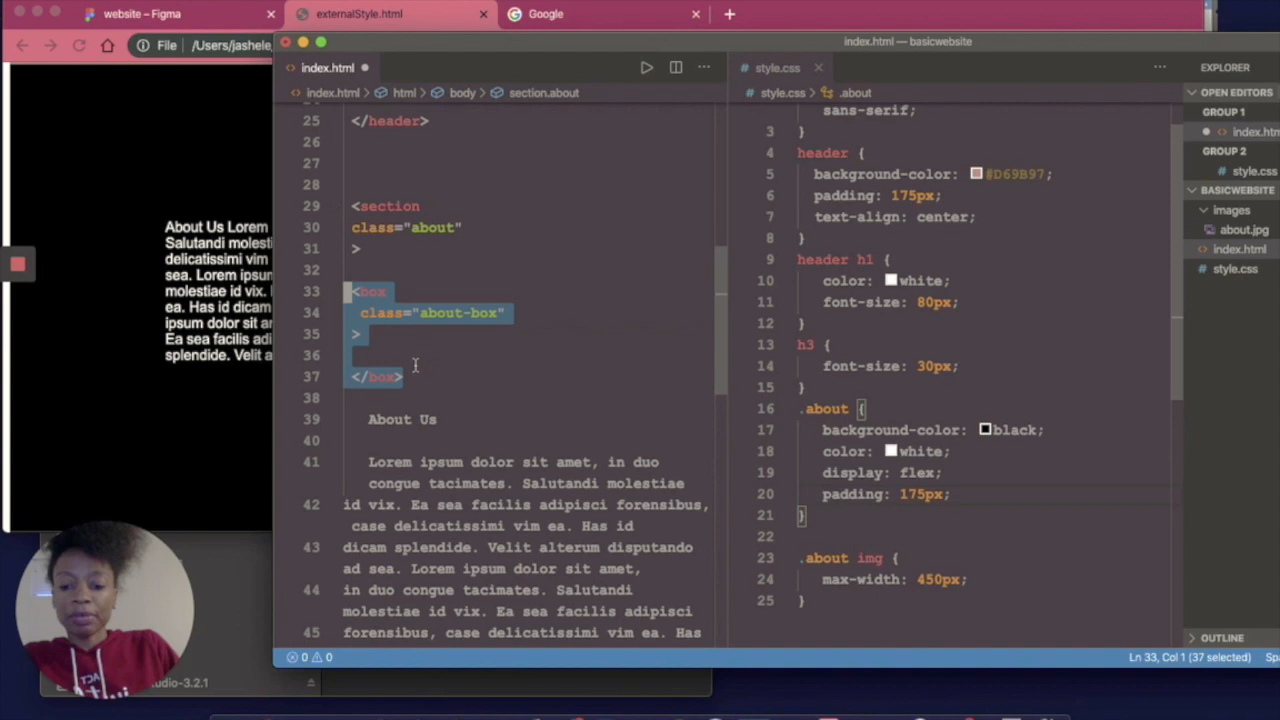 website – Figma
externalStyle.html
Google
File
/Users/jashele
index.html — basicwebsite
index.html
style.css
index.html > html > body > section.about
style.css > .about
25 </header>
26
27
28
29 <section
30 class="about"
31 >
32
33 <box
34 class="about-box"
35 >
36
37 </box>
38
39 About Us
40
41 Lorem ipsum dolor sit amet, in duo
congue tacimates. Salutandi molestiae
42 id vix. Ea sea facilis adipisci forensibus,
case delicatissimi vim ea. Has id
43 dicam splendide. Velit alterum disputando
ad sea. Lorem ipsum dolor sit amet,
44 in duo congue tacimates. Salutandi
molestiae id vix. Ea sea facilis adipisci
45 forensibus, case delicatissimi vim ea. Has
sans-serif;
3 }
4 header {
5 background-color: #D69B97;
6 padding: 175px;
7 text-align: center;
8 }
9 header h1 {
10 color: white;
11 font-size: 80px;
12 }
13 h3 {
14 font-size: 30px;
15 }
16 .about {
17 background-color: black;
18 color: white;
19 display: flex;
20 padding: 175px;
21 }
22
23 .about img {
24 max-width: 450px;
25 }
EXPLORER
OPEN EDITORS
GROUP 1
index.htm
GROUP 2
style.css
BASICWEBSITE
images
about.jpg
index.html
style.css
OUTLINE
About Us Lorem
Salutandi molesti
delicatissimi vim
sea. Lorem ipsum
molestiae id vix.
ea. Has id dicam
ipsum dolor sit ar
Ea sea facilis adi
splendide. Velit a
0 0
Ln 33, Col 1 (37 selected)
Sp
udio-3.2.1